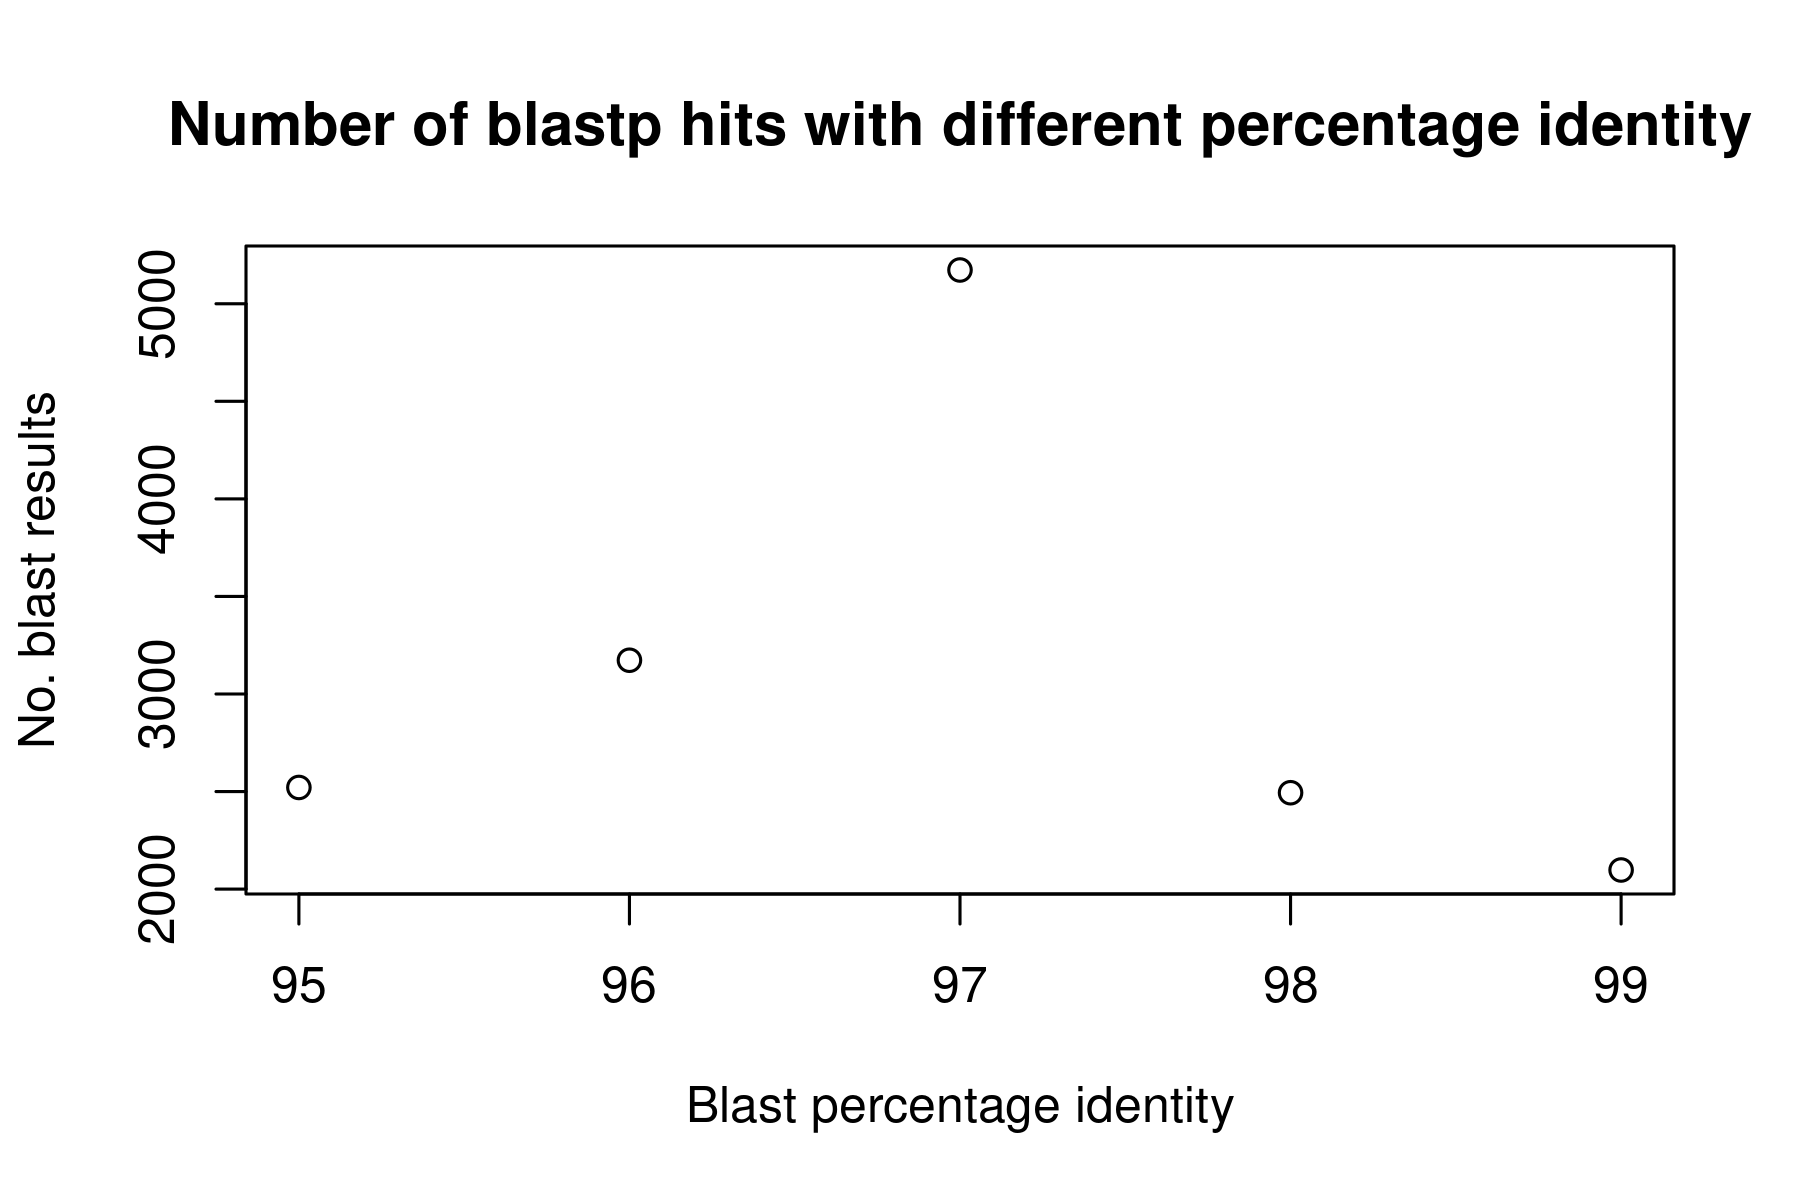 Number of blastp hits with different percentage identity
No. blast results
5000
4000
3000
2000
95 96 97 98 99
Blast percentage identity